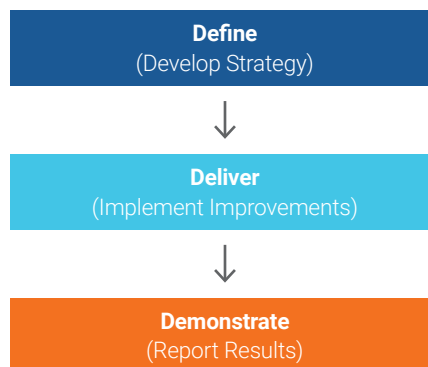 Define
(Develop Strategy)
Deliver
(Implement Improvements)
Demonstrate
(Report Results)